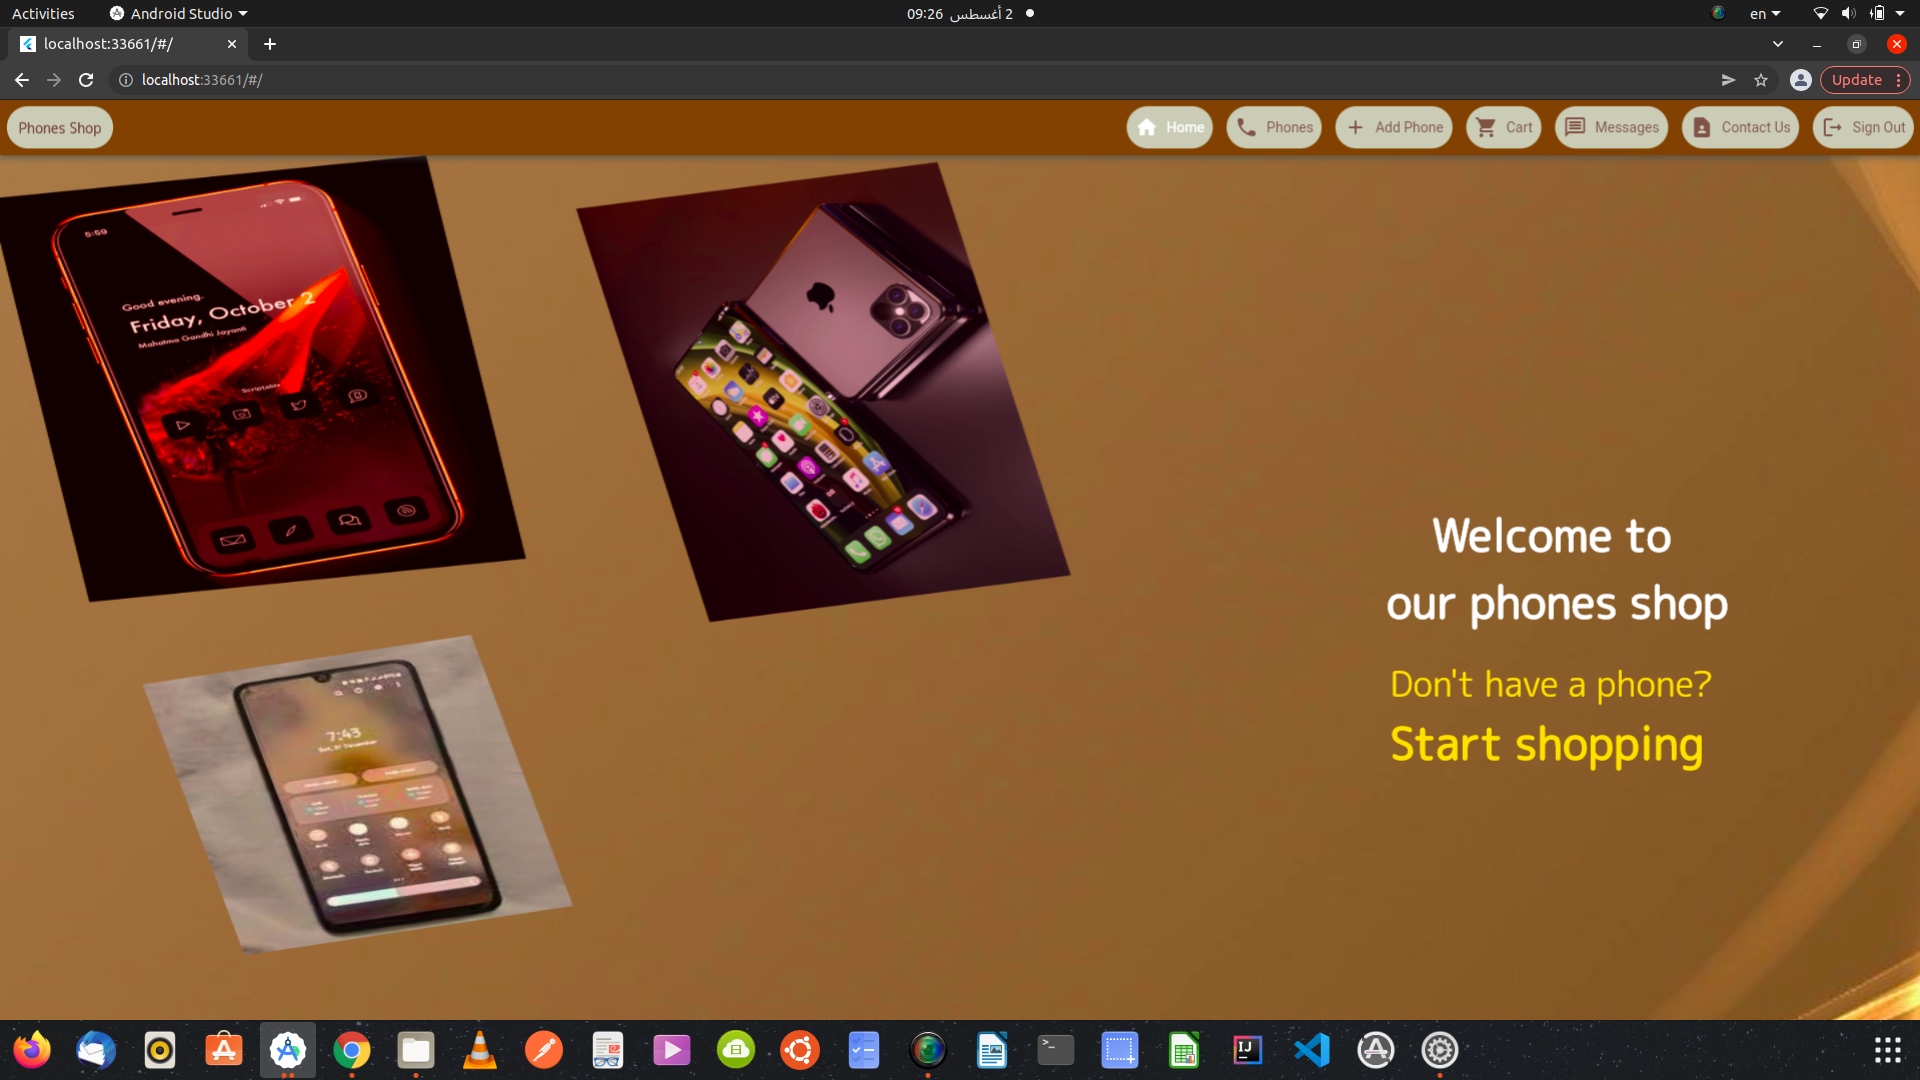 Activities
Android Studio
2 أغسطس 09:26
en
localhost:33661/#/
localhost:33661/#/
Update
Phones Shop
Home
Phones
Add Phone
Cart
Messages
Contact Us
Sign Out
5:59
Good evening.
Friday, October 2
Mahatma Gandhi Jayanti
Scriptable
7:43
Welcome to
our phones shop
Don't have a phone?
Start shopping